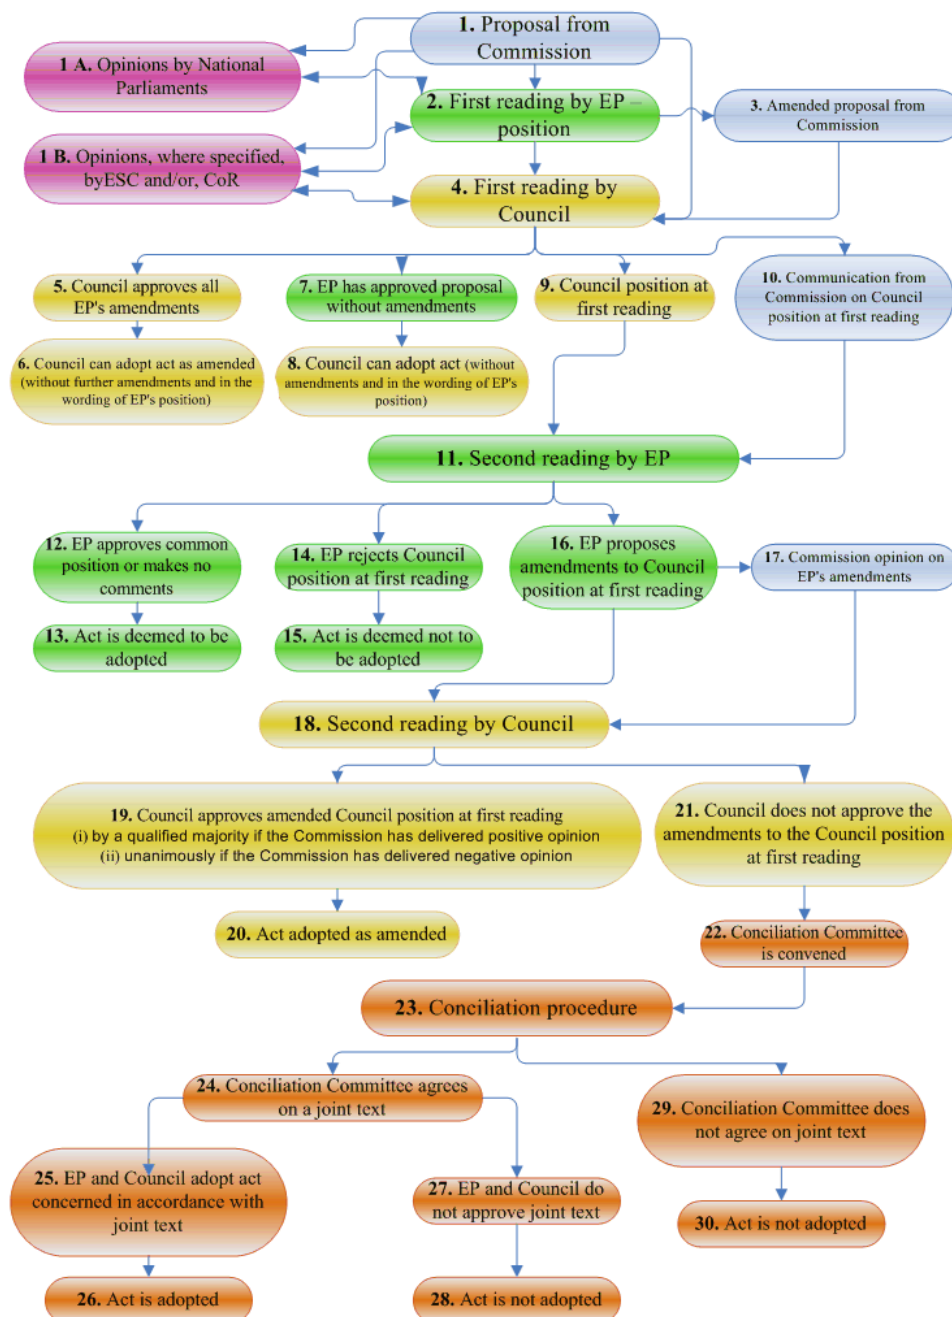 1. Proposal from
Commission
1 A. Opinions by National
Parliaments
2. First reading by EP –
position
3. Amended proposal from
Commission
1 B. Opinions, where specified,
byESC and/or, CoR
4. First reading by
Council
5. Council approves all
EP's amendments
7. EP has approved proposal
without amendments
9. Council position at
first reading
10. Communication from
Commission on Council
position at first reading
6. Council can adopt act as amended
(without further amendments and in the
wording of EP's position)
8. Council can adopt act (without
amendments and in the wording of EP's
position)
11. Second reading by EP
12. EP approves common
position or makes no
comments
14. EP rejects Council
position at first reading
16. EP proposes
amendments to Council
position at first reading
17. Commission opinion on
EP's amendments
13. Act is deemed to be
adopted
15. Act is deemed not to
be adopted
18. Second reading by Council
19. Council approves amended Council position at first reading
(i) by a qualified majority if the Commission has delivered positive opinion
(ii) unanimously if the Commission has delivered negative opinion
21. Council does not approve the
amendments to the Council position
at first reading
20. Act adopted as amended
22. Conciliation Committee
is convened
23. Conciliation procedure
24. Conciliation Committee agrees
on a joint text
29. Conciliation Committee does
not agree on joint text
25. EP and Council adopt act
concerned in accordance with
joint text
27. EP and Council do
not approve joint text
30. Act is not adopted
26. Act is adopted
28. Act is not adopted